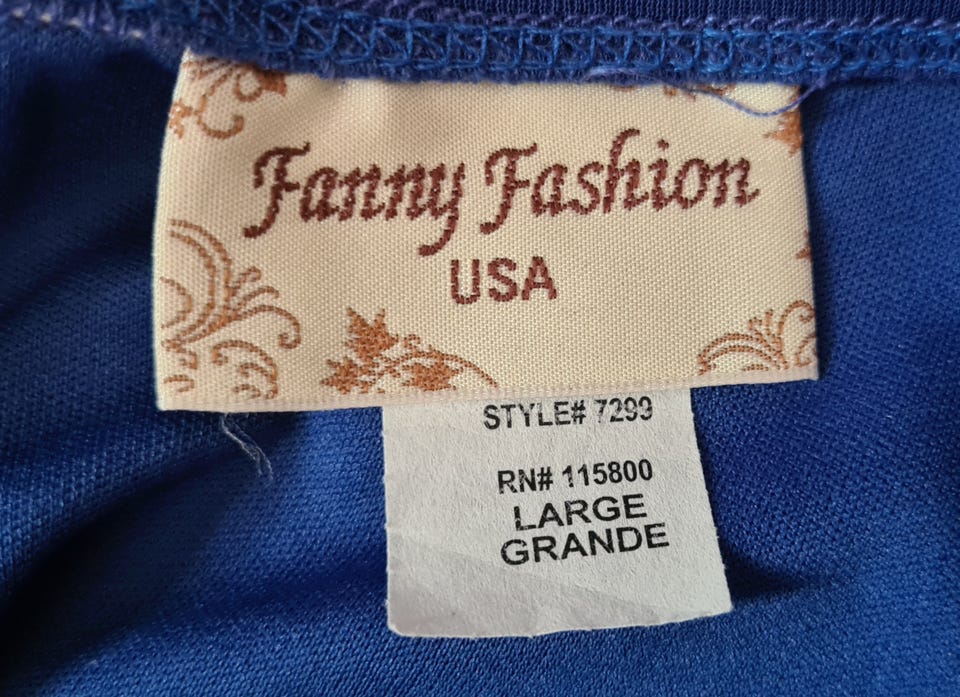 Fanny Fashion
USA
STYLE# 7299
RN# 115800
LARGE
GRANDE